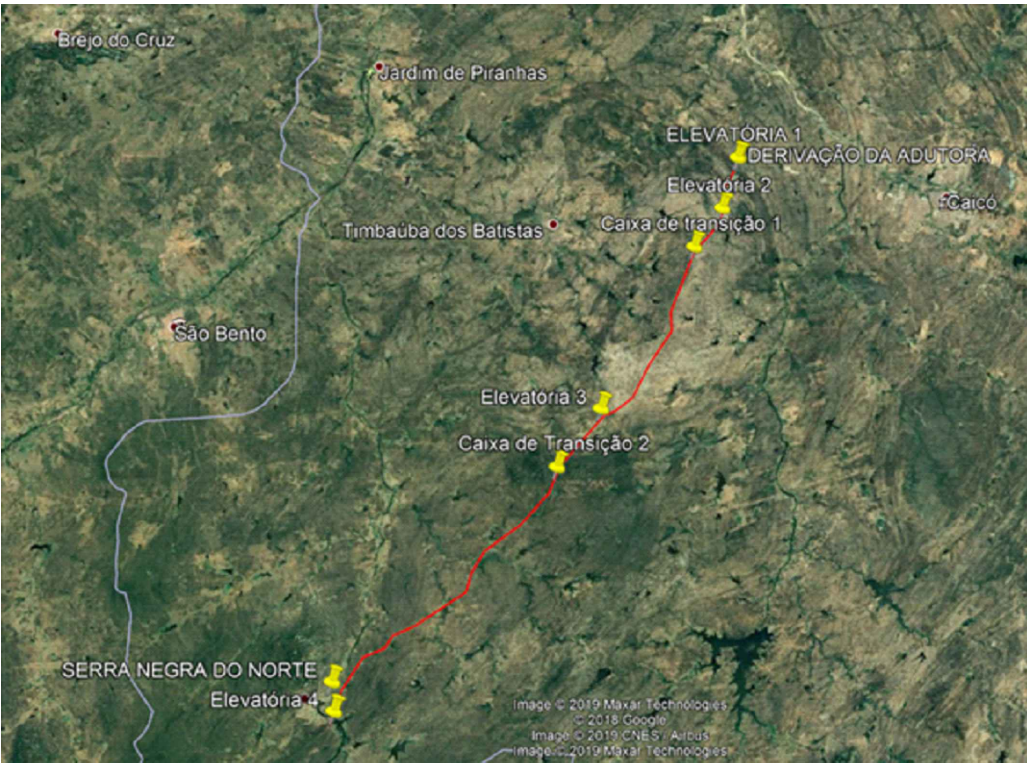 Brejo do Cruz
Jardim de Piranhas
ELEVATÓRIA 1
DERIVAÇÃO DA ADUTORA
Elevatória 2
Caicó
Caixa de transição 1
Timbaúba dos Batistas
São Bento
Elevatória 3
Caixa de Transição 2
SERRA NEGRA DO NORTE
Elevatória 4
Image © 2019 Maxar Technologies
© 2018 Google
Image © 2019 CNES / Airbus
Image © 2019 Maxar Technologies